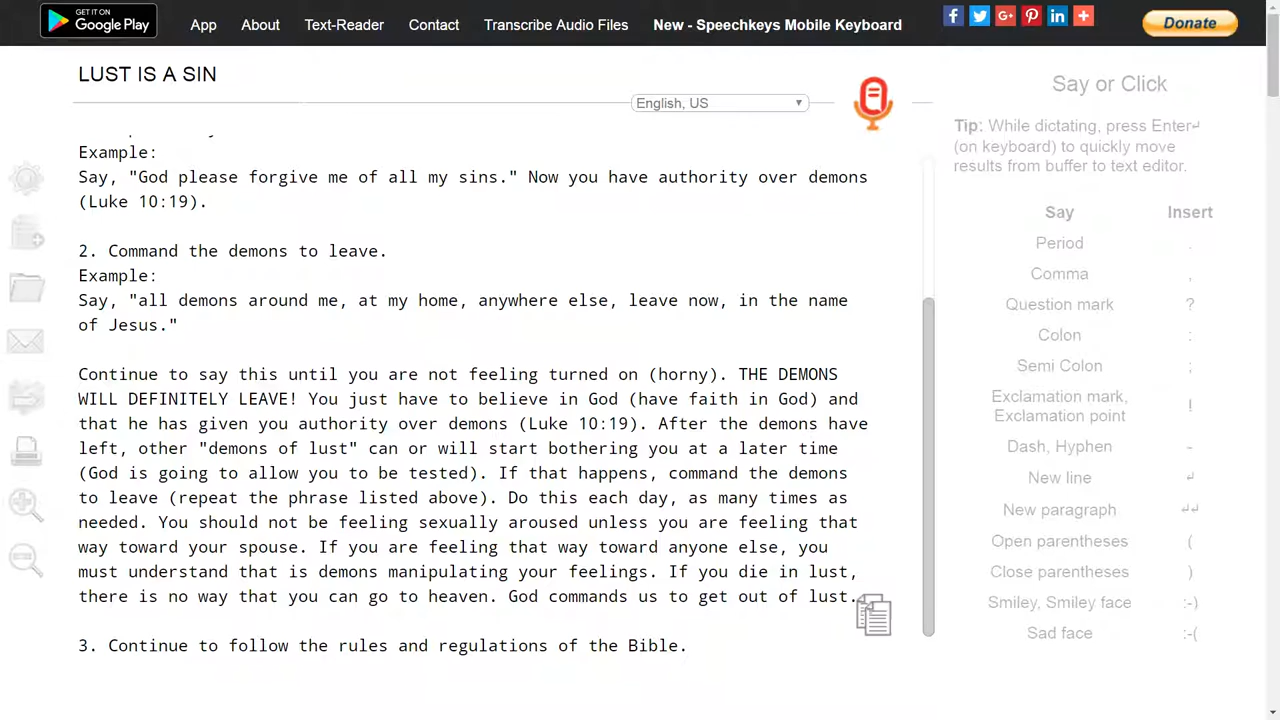 GET IT ON
Google Play
App
About
Text-Reader
Contact
Transcribe Audio Files
New - Speechkeys Mobile Keyboard
Donate
LUST IS A SIN
English, US
Example:
Say, "God please forgive me of all my sins." Now you have authority over demons
(Luke 10:19).
2. Command the demons to leave.
Example:
Say, "all demons around me, at my home, anywhere else, leave now, in the name
of Jesus."
Continue to say this until you are not feeling turned on (horny). THE DEMONS
WILL DEFINITELY LEAVE! You just have to believe in God (have faith in God) and
that he has given you authority over demons (Luke 10:19). After the demons have
left, other "demons of lust" can or will start bothering you at a later time
(God is going to allow you to be tested). If that happens, command the demons
to leave (repeat the phrase listed above). Do this each day, as many times as
needed. You should not be feeling sexually aroused unless you are feeling that
way toward your spouse. If you are feeling that way toward anyone else, you
must understand that is demons manipulating your feelings. If you die in lust,
there is no way that you can go to heaven. God commands us to get out of lust.
3. Continue to follow the rules and regulations of the Bible.
Say or Click
Tip: While dictating, press Enter↵
(on keyboard) to quickly move
results from buffer to text editor.
Say Insert
Period .
Comma ,
Question mark ?
Colon :
Semi Colon ;
Exclamation mark,
Exclamation point !
Dash, Hyphen -
New line ↵
New paragraph ↵↵
Open parentheses (
Close parentheses )
Smiley, Smiley face :-)
Sad face :-(